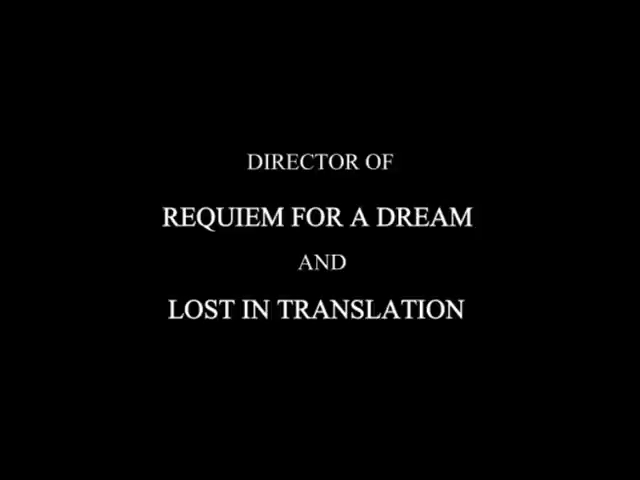 DIRECTOR OF
REQUIEM FOR A DREAM
AND
LOST IN TRANSLATION